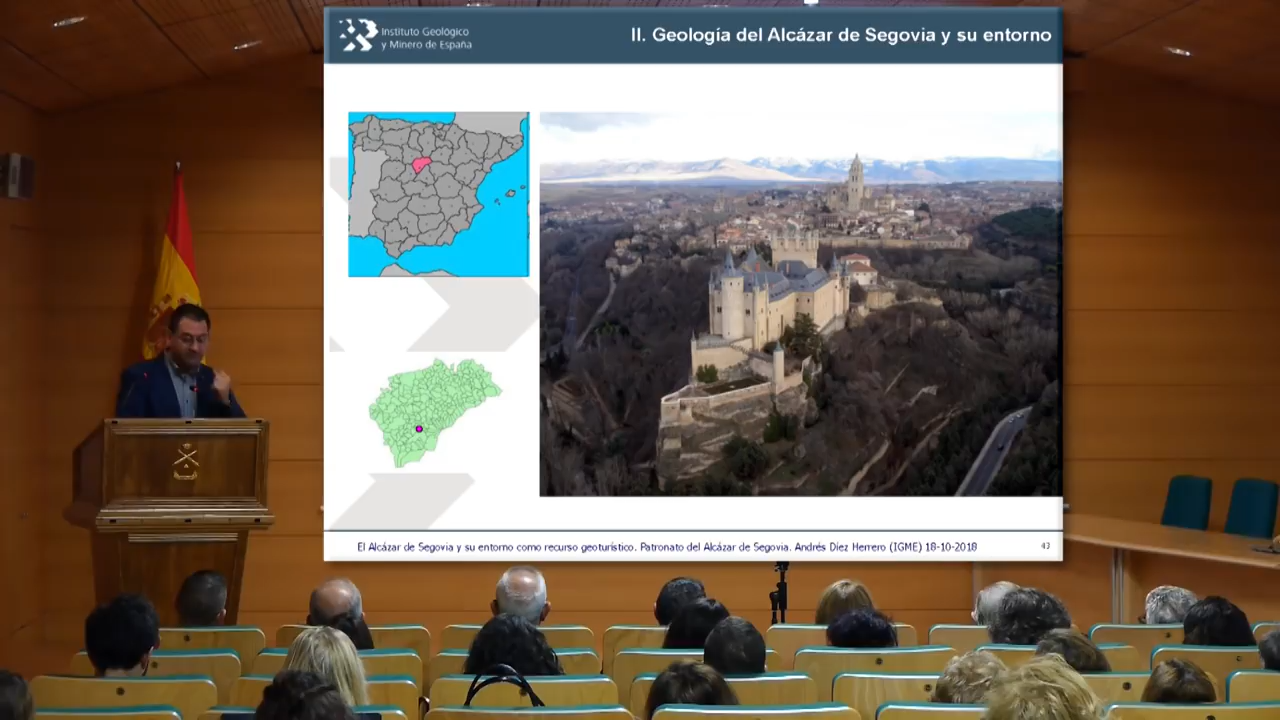 Instituto Geológico
y Minero de España
II. Geología del Alcázar de Segovia y su entorno
El Alcázar de Segovia y su entorno como recurso geoturístico. Patronato del Alcázar de Segovia. Andrés Díez Herrero (IGME) 18-10-2018
43